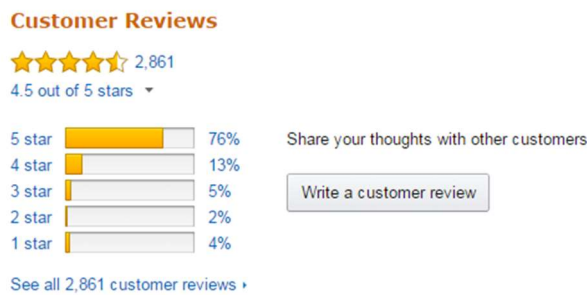 Customer Reviews
2,861
4.5 out of 5 stars
5 star 76%
4 star 13%
3 star 5%
2 star 2%
1 star 4%
See all 2,861 customer reviews
Share your thoughts with other customers
Write a customer review